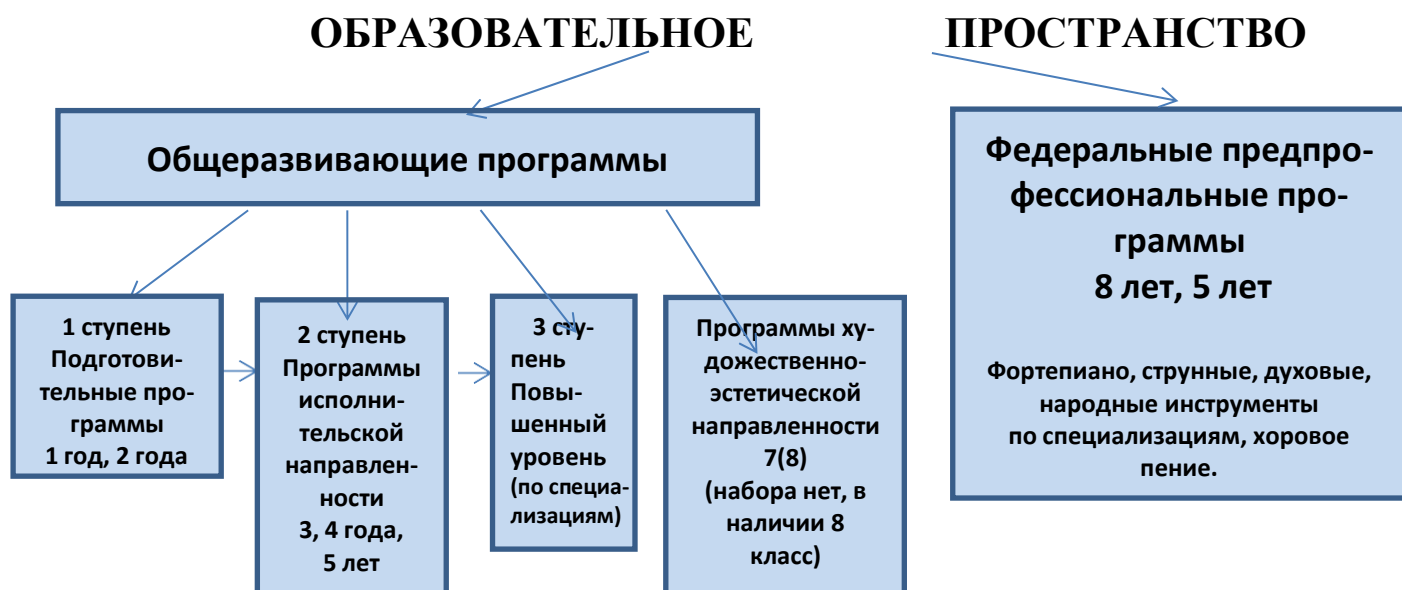 ОБРАЗОВАТЕЛЬНОЕ ПРОСТРАНСТВО
Общеразвивающие программы
Федеральные предпро-
фессиональные про-
граммы
8 лет, 5 лет
Фортепиано, струнные, духовые,
народные инструменты
по специализациям, хоровое
пение.
1 ступень
Подготови-
тельные про-
граммы
1 год, 2 года
2 ступень
Программы
исполни-
тельской
направлен-
ности
3, 4 года,
5 лет
3 сту-
пень
Повы-
шенный
уровень
(по специа-
лизациям)
Программы ху-
дожественно-
эстетической
направленности
7(8)
(набора нет, в
наличии 8
класс)